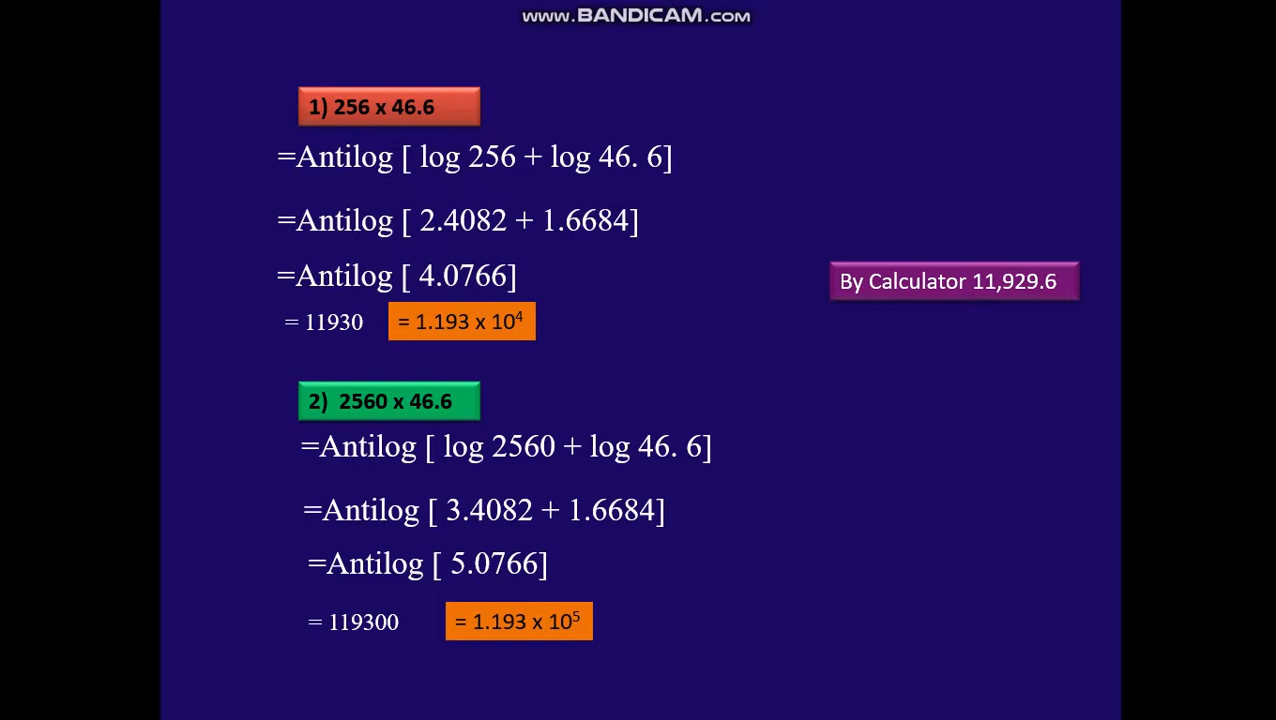 www.BANDICAM.com
1) 256 x 46.6
=Antilog [ log 256 + log 46. 6]
=Antilog [ 2.4082 + 1.6684]
=Antilog [ 4.0766]
By Calculator 11,929.6
= 11930 = 1.193 x 10⁴
2) 2560 x 46.6
=Antilog [ log 2560 + log 46. 6]
=Antilog [ 3.4082 + 1.6684]
=Antilog [ 5.0766]
= 119300 = 1.193 x 10⁵